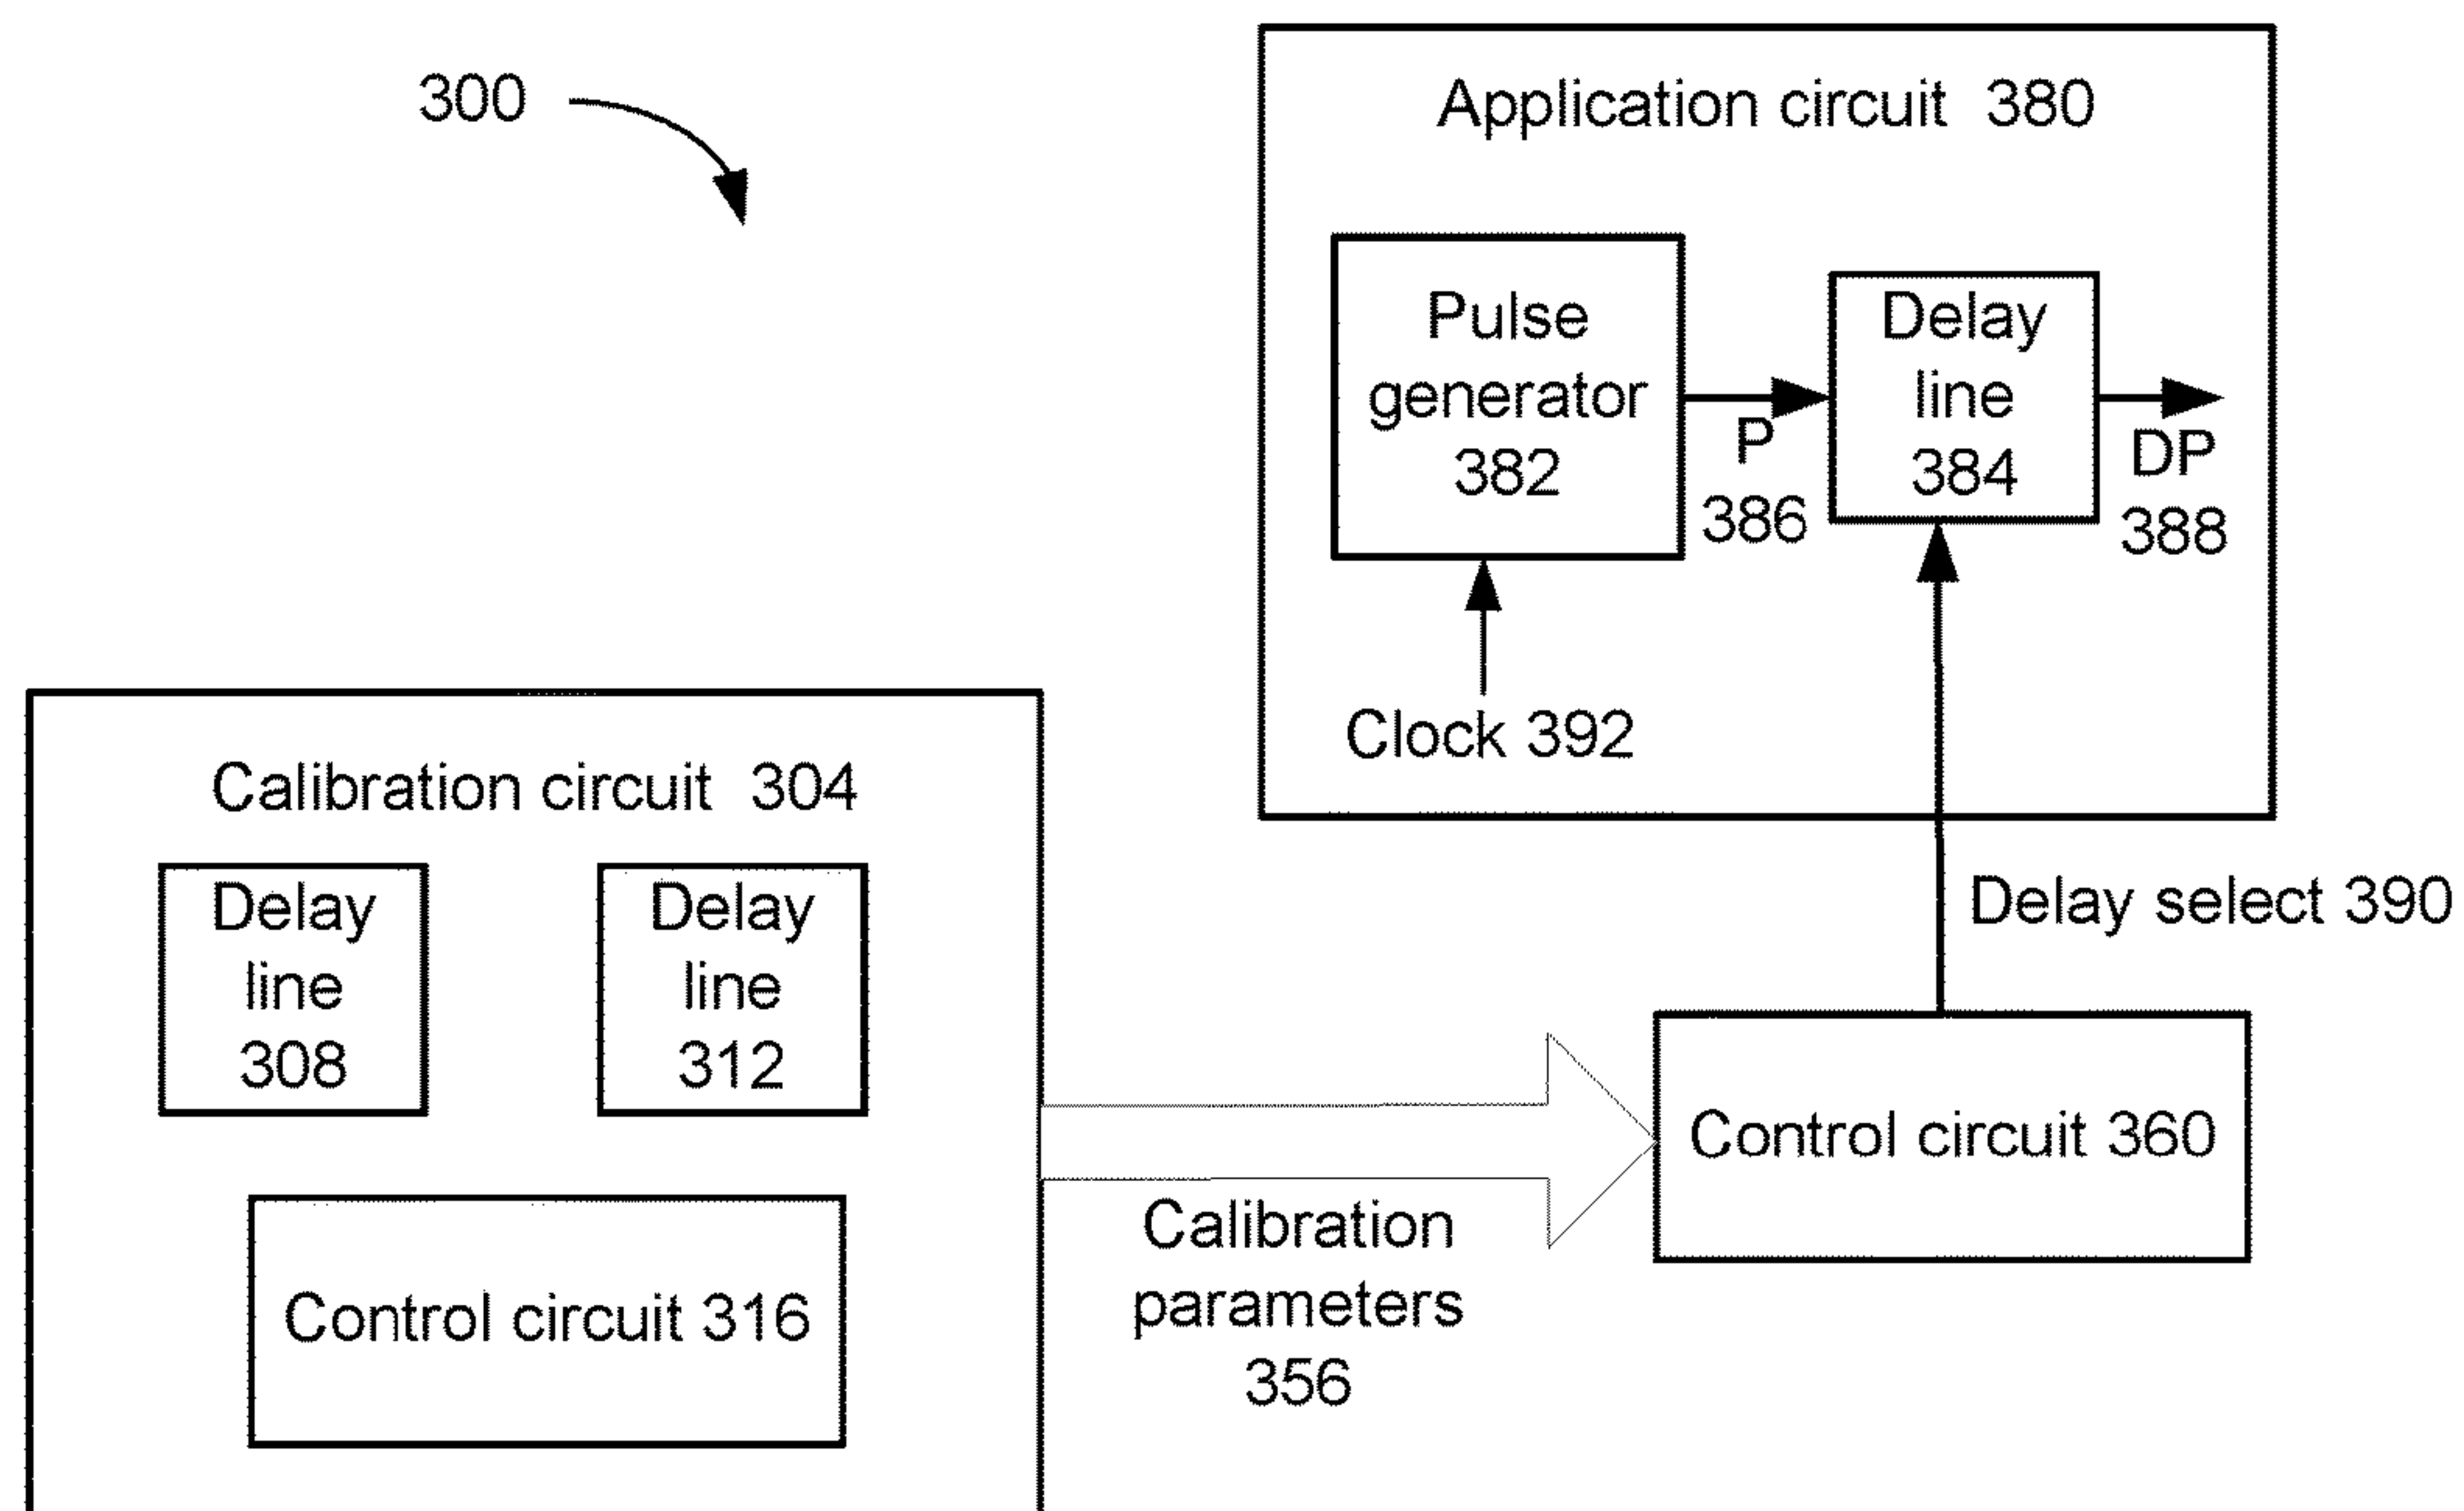 300
Application circuit 380
Pulse
generator
382
P
386
Delay
line
384
DP
388
Clock 392
Delay select 390
Calibration circuit 304
Delay
line
308
Delay
line
312
Control circuit 316
Calibration
parameters
356
Control circuit 360